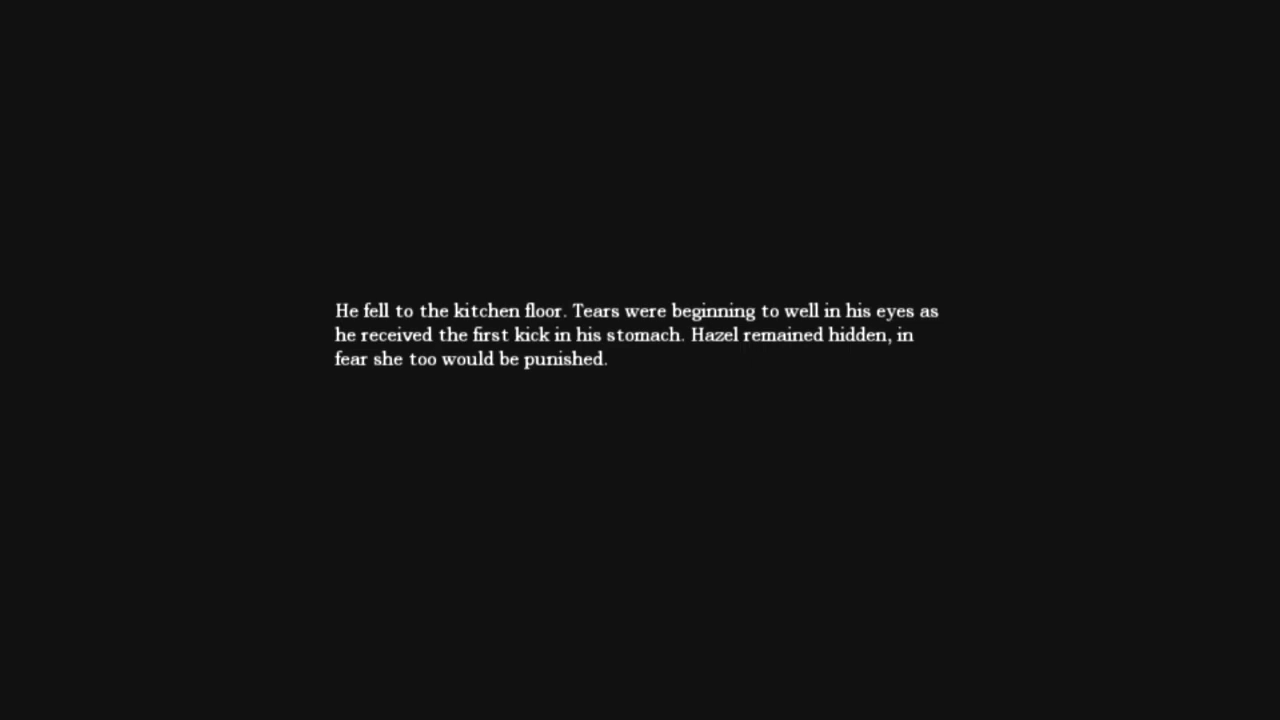 He fell to the kitchen floor. Tears were beginning to well in his eyes as
he received the first kick in his stomach. Hazel remained hidden, in
fear she too would be punished.